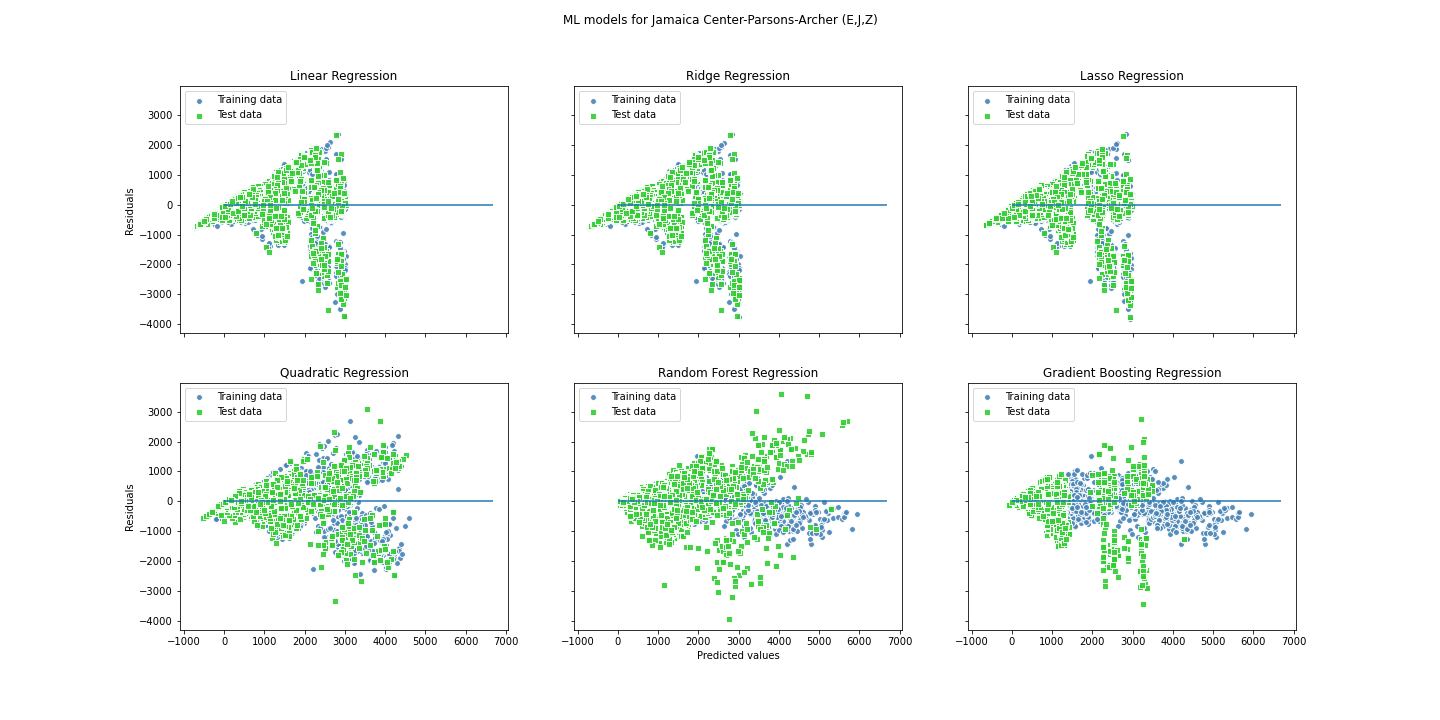 ML models for Jamaica Center-Parsons-Archer (E,J,Z)
Linear Regression
Training data
Test data
3000
2000
1000
0
−1000
−2000
−3000
−4000
Residuals
Ridge Regression
Training data
Test data
Lasso Regression
Training data
Test data
Quadratic Regression
Training data
Test data
3000
2000
1000
0
−1000
−2000
−3000
−4000
Residuals
−1000 0 1000 2000 3000 4000 5000 6000 7000
Random Forest Regression
Training data
Test data
−1000 0 1000 2000 3000 4000 5000 6000 7000
Predicted values
Gradient Boosting Regression
Training data
Test data
−1000 0 1000 2000 3000 4000 5000 6000 7000